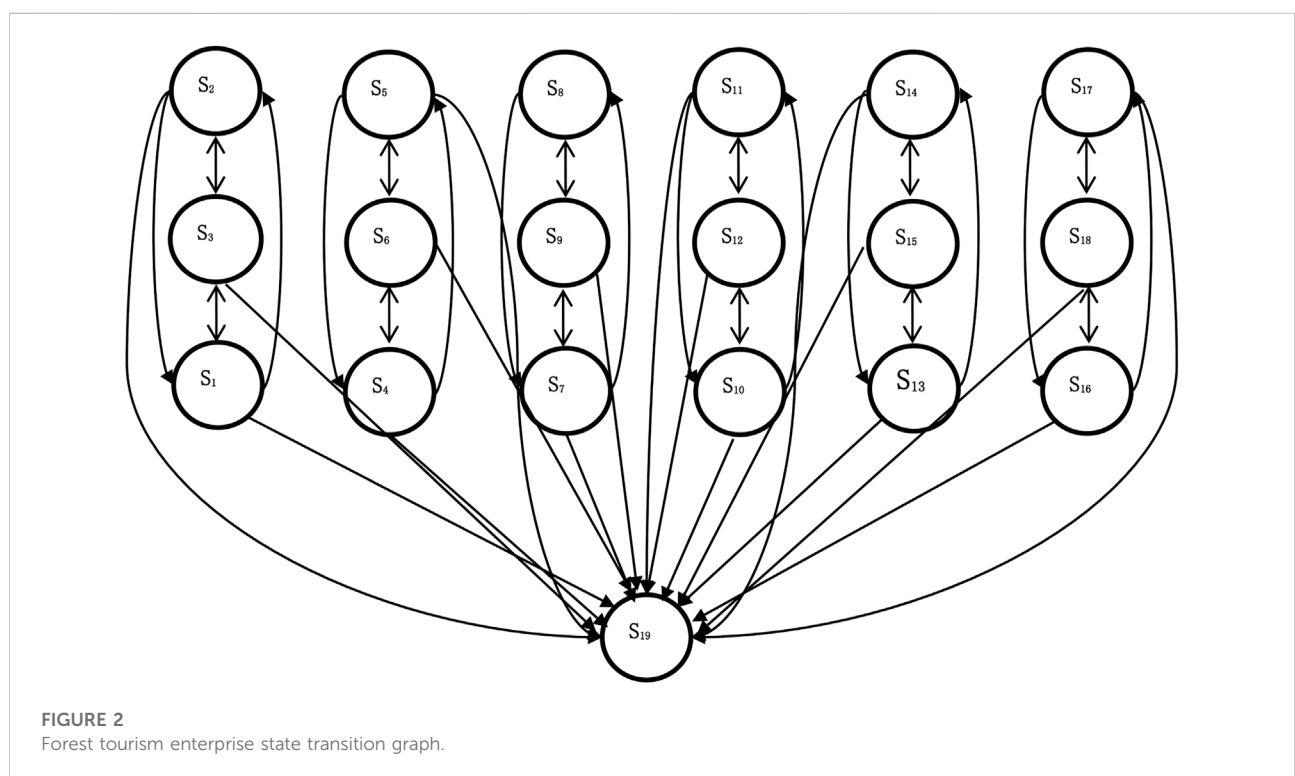 S₂ S₅ S₈ S₁₁ S₁₄ S₁₇
S₃ S₆ S₉ S₁₂ S₁₅ S₁₈
S₁ S₄ S₇ S₁₀ S₁₃ S₁₆
S₁₉
FIGURE 2
Forest tourism enterprise state transition graph.